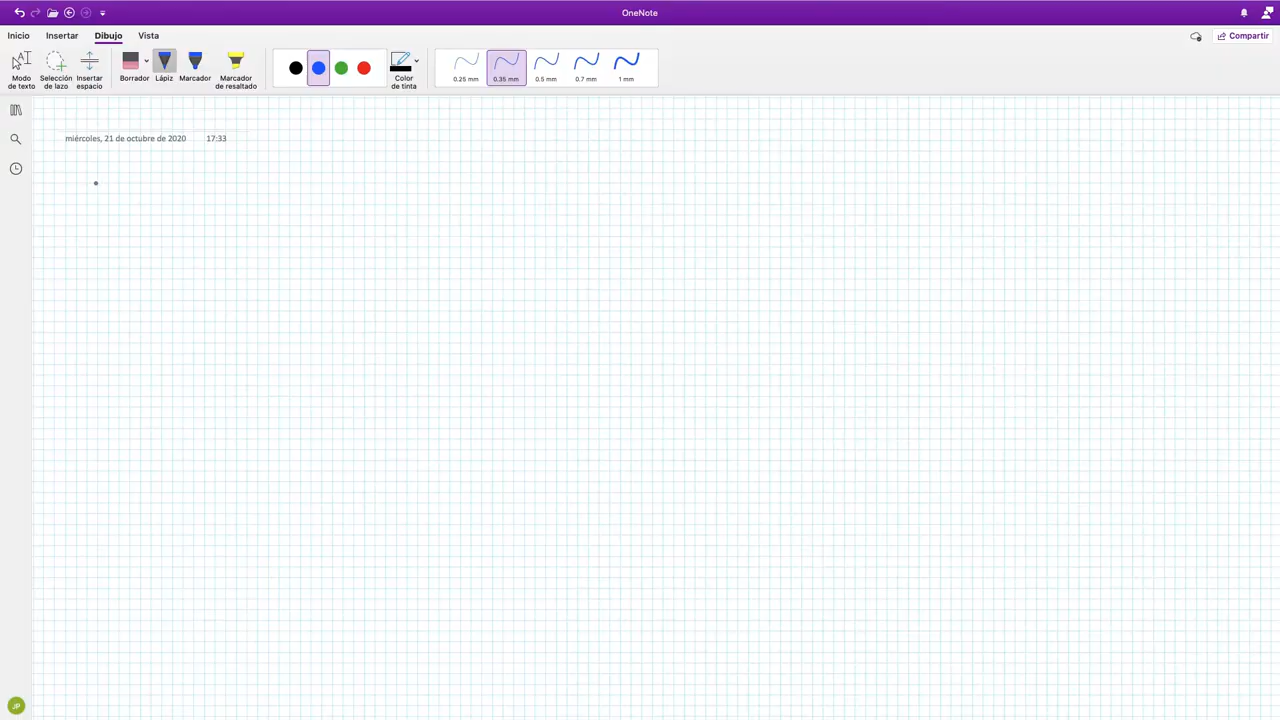 OneNote
Inicio Insertar Dibujo Vista
Compartir
Modo de texto
Selección de lazo
Insertar espacio
Borrador
Lápiz
Marcador
Marcador de resaltado
Color de tinta
0.25 mm
0.35 mm
0.5 mm
0.7 mm
1 mm
miércoles, 21 de octubre de 2020 17:33
JP